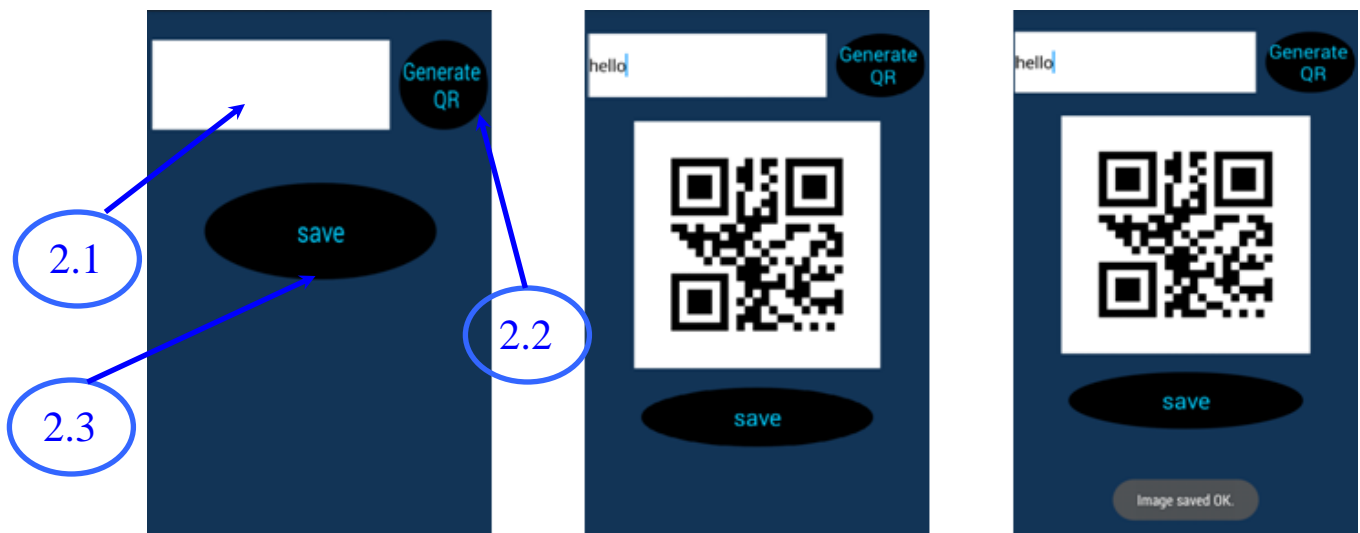 Generate
QR
save
2.1
2.2
2.3
hello
Generate
QR
save
hello
Generate
QR
save
Image saved OK.